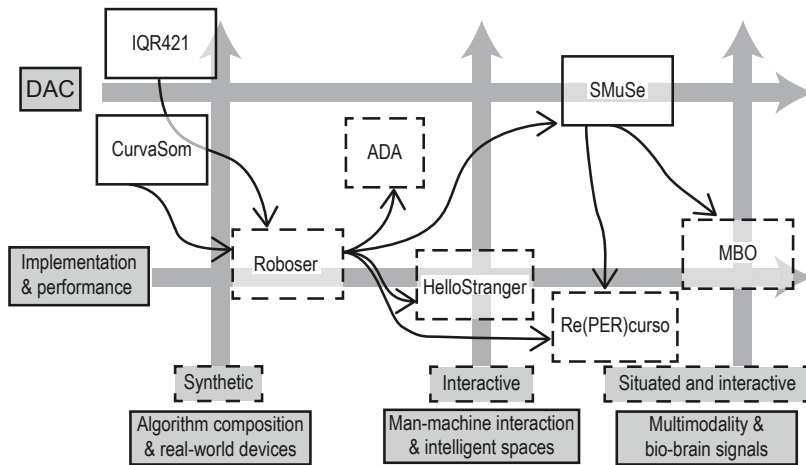 IQR421
DAC
SMuSe
CurvaSom
ADA
Roboser
MBO
Implementation
& performance
HelloStranger
Re(PER)curso
Synthetic
Interactive
Situated and interactive
Algorithm composition
& real-world devices
Man-machine interaction
& intelligent spaces
Multimodality &
bio-brain signals